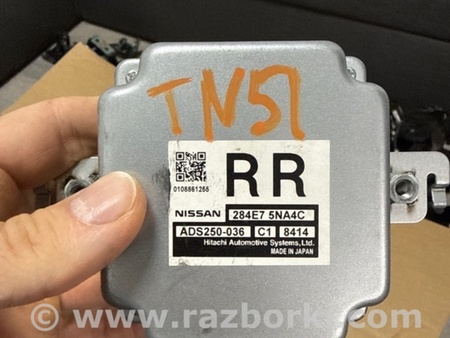 TN51
RR
0108861255
NISSAN 284E7 5NA4C
ADS250-036 C1 8414
Hitachi Automotive Systems,Ltd.
MADE IN JAPAN
© www.razborka.com